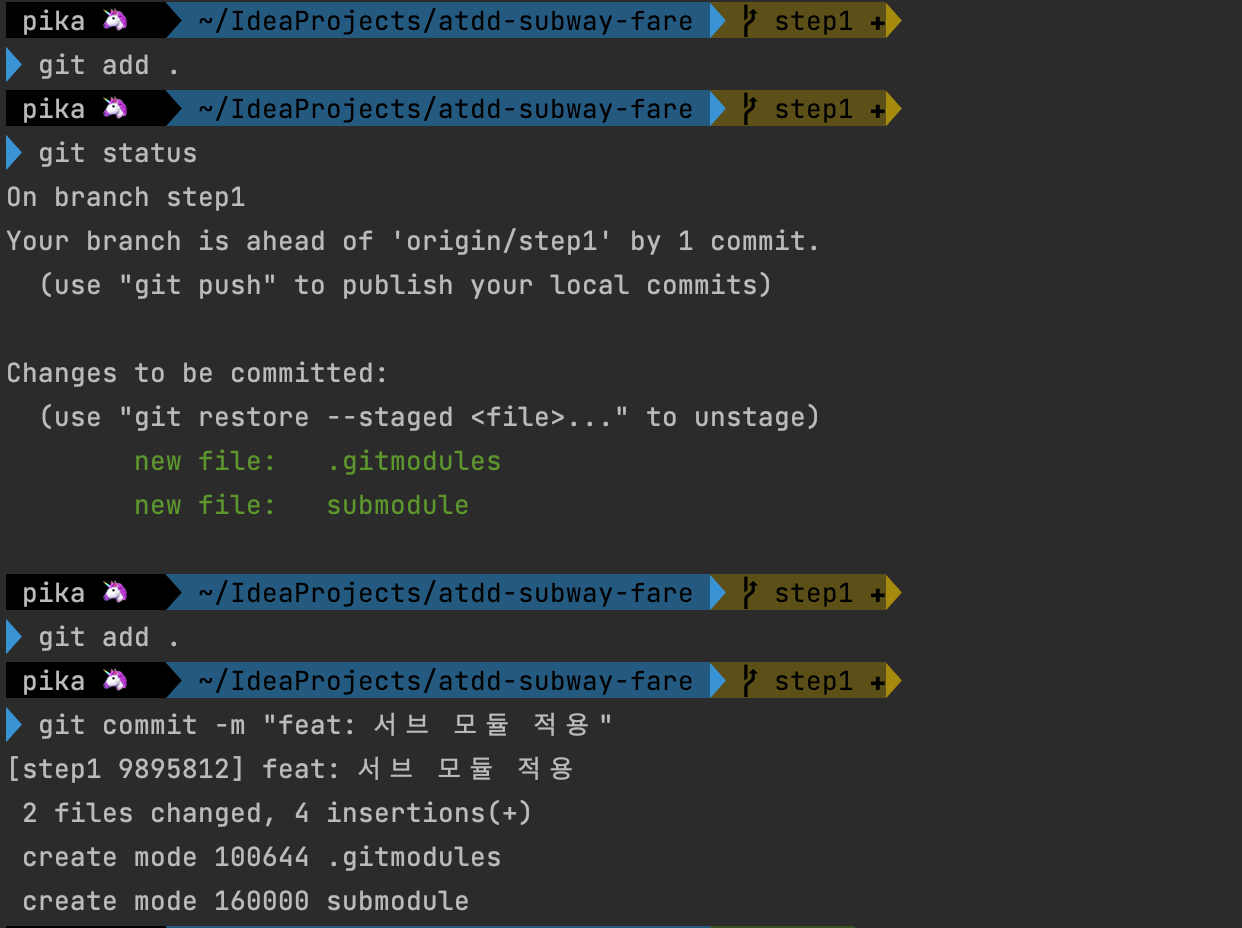 pika 🦄 ~/IdeaProjects/atdd-subway-fare step1 +
git add .
pika 🦄 ~/IdeaProjects/atdd-subway-fare step1 +
git status
On branch step1
Your branch is ahead of 'origin/step1' by 1 commit.
  (use "git push" to publish your local commits)

Changes to be committed:
  (use "git restore --staged <file>..." to unstage)
        new file:   .gitmodules
        new file:   submodule

pika 🦄 ~/IdeaProjects/atdd-subway-fare step1 +
git add .
pika 🦄 ~/IdeaProjects/atdd-subway-fare step1 +
git commit -m "feat: 서브 모듈 적용"
[step1 9895812] feat: 서브 모듈 적용
 2 files changed, 4 insertions(+)
 create mode 100644 .gitmodules
 create mode 160000 submodule